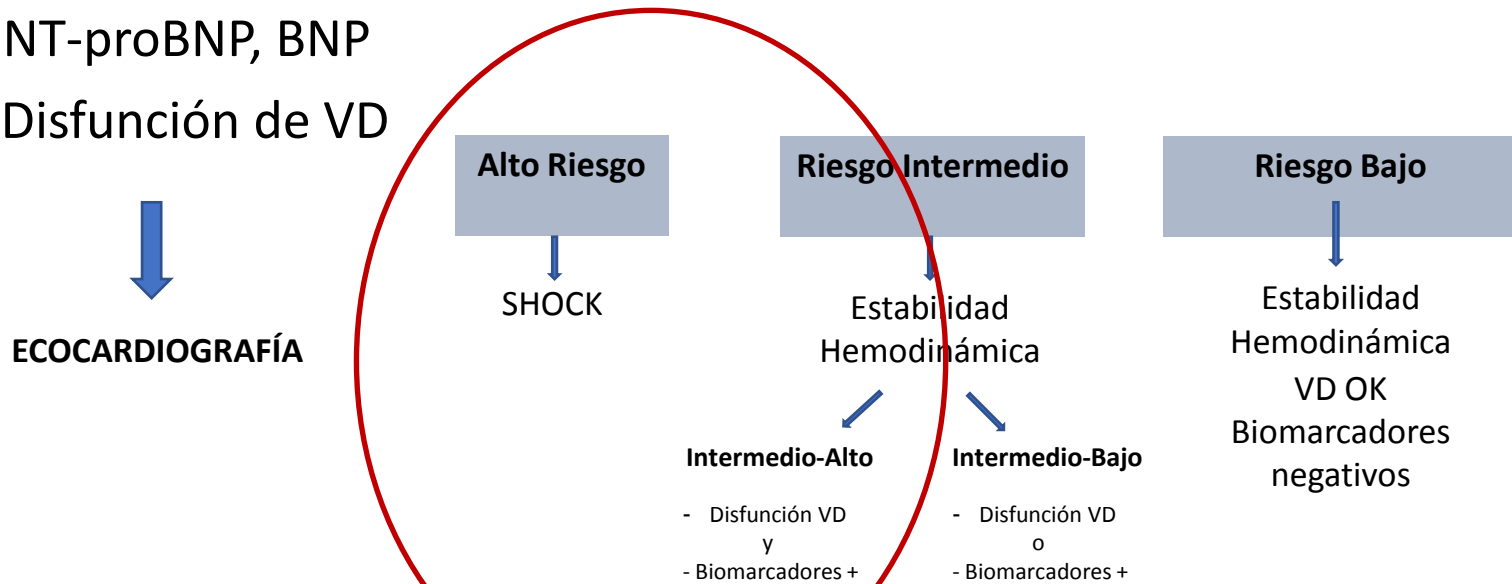 NT-proBNP, BNP
Disfunción de VD
ECOCARDIOGRAFÍA
Alto Riesgo
SHOCK
Riesgo Intermedio
Estabilidad
Hemodinámica
Intermedio-Alto
- Disfunción VD
y
- Biomarcadores +
Intermedio-Bajo
- Disfunción VD
o
- Biomarcadores +
Riesgo Bajo
Estabilidad
Hemodinámica
VD OK
Biomarcadores
negativos